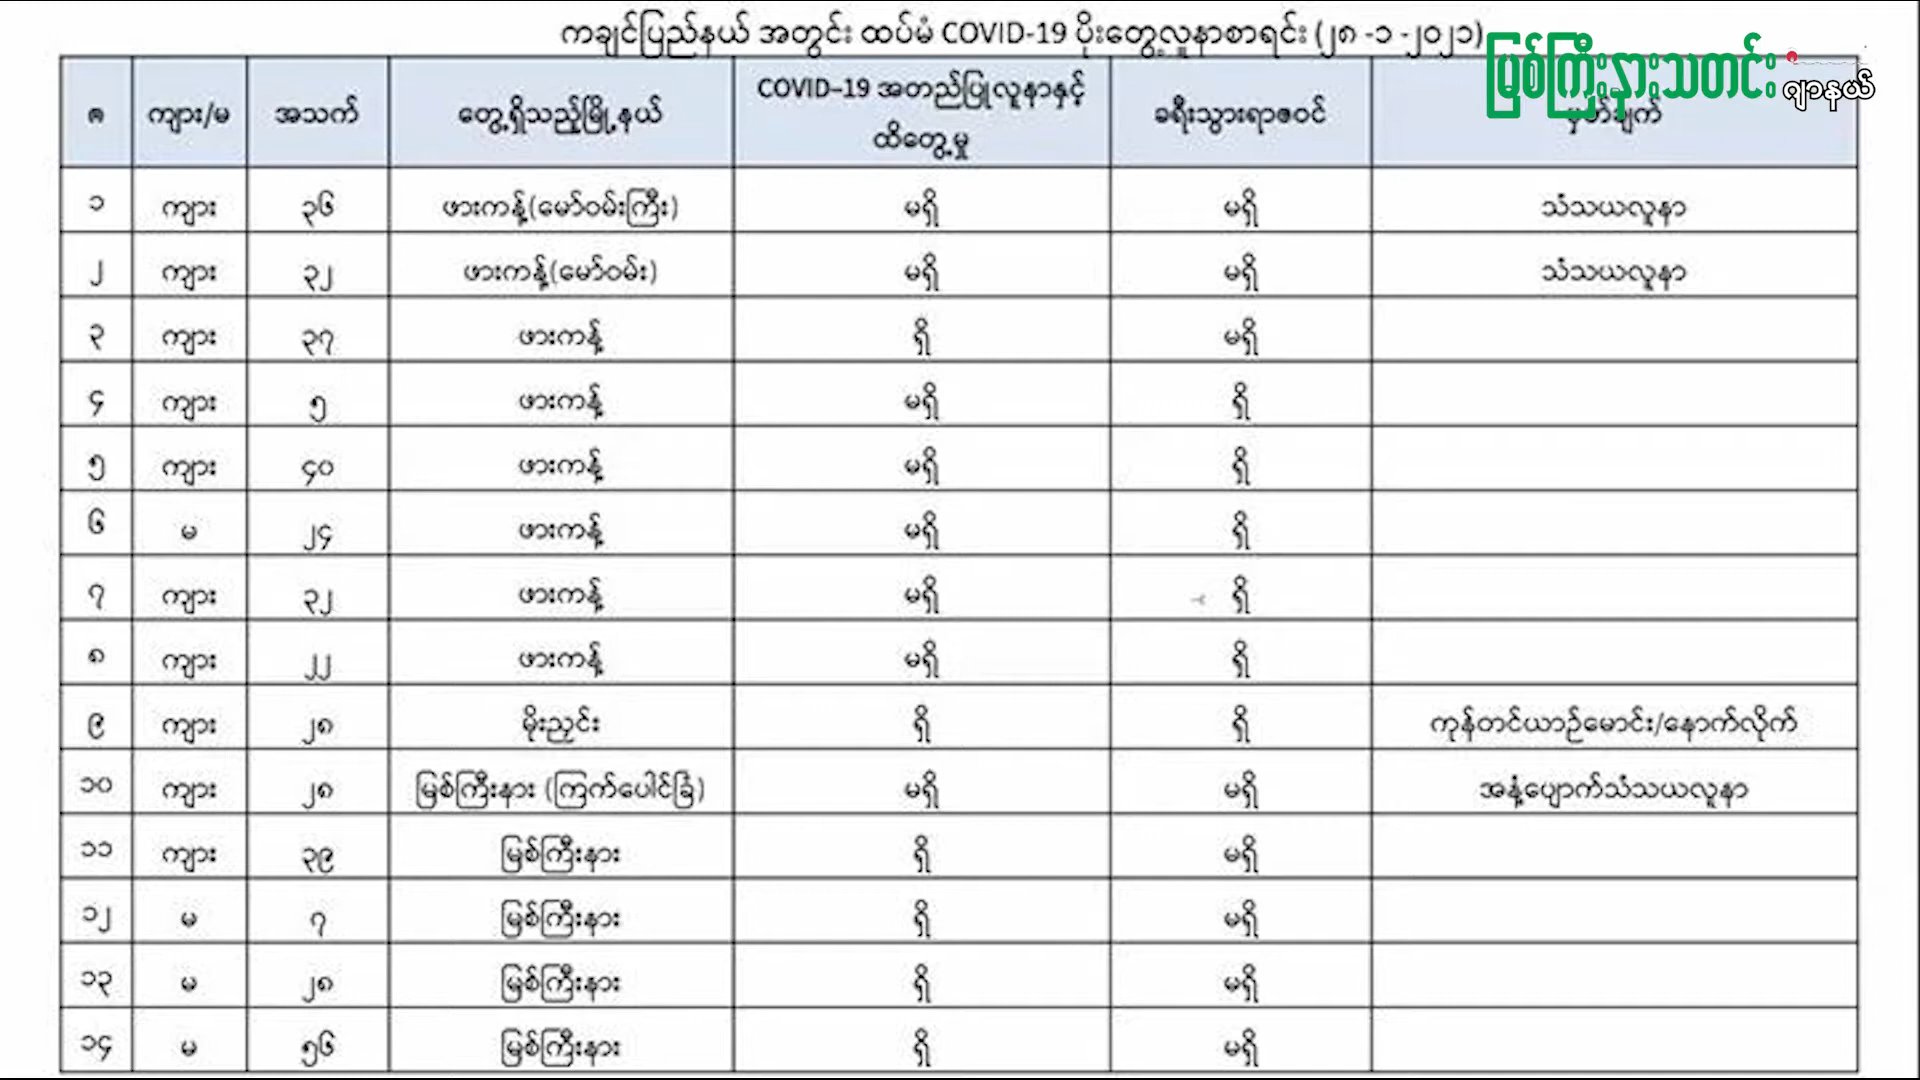 ကချင်ပြည်နယ် အတွင်း ထပ်မံ COVID-19 ပိုးတွေ့လူနာစာရင်း (၂၈ -၁ -၂၀၂၁)
မြစ်ကြီးနားသတင်း ဂျာနယ်
စဉ် ကျား/မ အသက် တွေ့ရှိသည့်မြို့နယ် COVID-19 အတည်ပြုလူနာနှင့် ထိတွေ့မှု ခရီးသွားရာဇဝင် မှတ်ချက်
၁ ကျား ၃၆ ဖားကန့်(မော်ဝမ်းကြီး) မရှိ မရှိ သံသယလူနာ
၂ ကျား ၃၂ ဖားကန့်(မော်ဝမ်း) မရှိ မရှိ သံသယလူနာ
၃ ကျား ၃၇ ဖားကန့် ရှိ မရှိ
၄ ကျား ၅ ဖားကန့် မရှိ ရှိ
၅ ကျား ၄၀ ဖားကန့် မရှိ ရှိ
၆ မ ၂၄ ဖားကန့် မရှိ ရှိ
၇ ကျား ၃၂ ဖားကန့် မရှိ ရှိ
၈ ကျား ၂၂ ဖားကန့် မရှိ ရှိ
၉ ကျား ၂၈ မိုးညှင်း ရှိ ရှိ ကုန်တင်ယာဉ်မောင်း/နောက်လိုက်
၁၀ ကျား ၂၈ မြစ်ကြီးနား (ကြက်ပေါင်ခြံ) မရှိ မရှိ အနံ့ပျောက်သံသယလူနာ
၁၁ ကျား ၃၉ မြစ်ကြီးနား ရှိ မရှိ
၁၂ မ ၇ မြစ်ကြီးနား ရှိ မရှိ
၁၃ မ ၂၈ မြစ်ကြီးနား ရှိ မရှိ
၁၄ မ ၅၆ မြစ်ကြီးနား ရှိ မရှိ